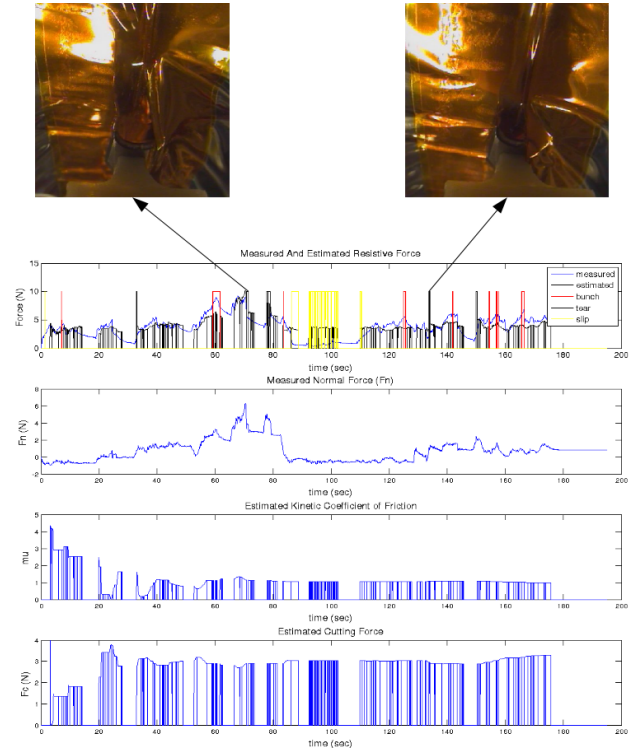 Measured And Estimated Resistive Force
15
10
5
0
Force (N)
measured
estimated
bunch
tear
slip
0 20 40 60 80 100 120 140 160 180 200
time (sec)
Measured Normal Force (Fn)
8
6
4
2
0
-2
Fn (N)
0 20 40 60 80 100 120 140 160 180 200
time (sec)
Estimated Kinetic Coefficient of Friction
5
4
3
2
1
0
mu
0 20 40 60 80 100 120 140 160 180 200
time (sec)
Estimated Cutting Force
4
3
2
1
0
Fc (N)
0 20 40 60 80 100 120 140 160 180 200
time (sec)